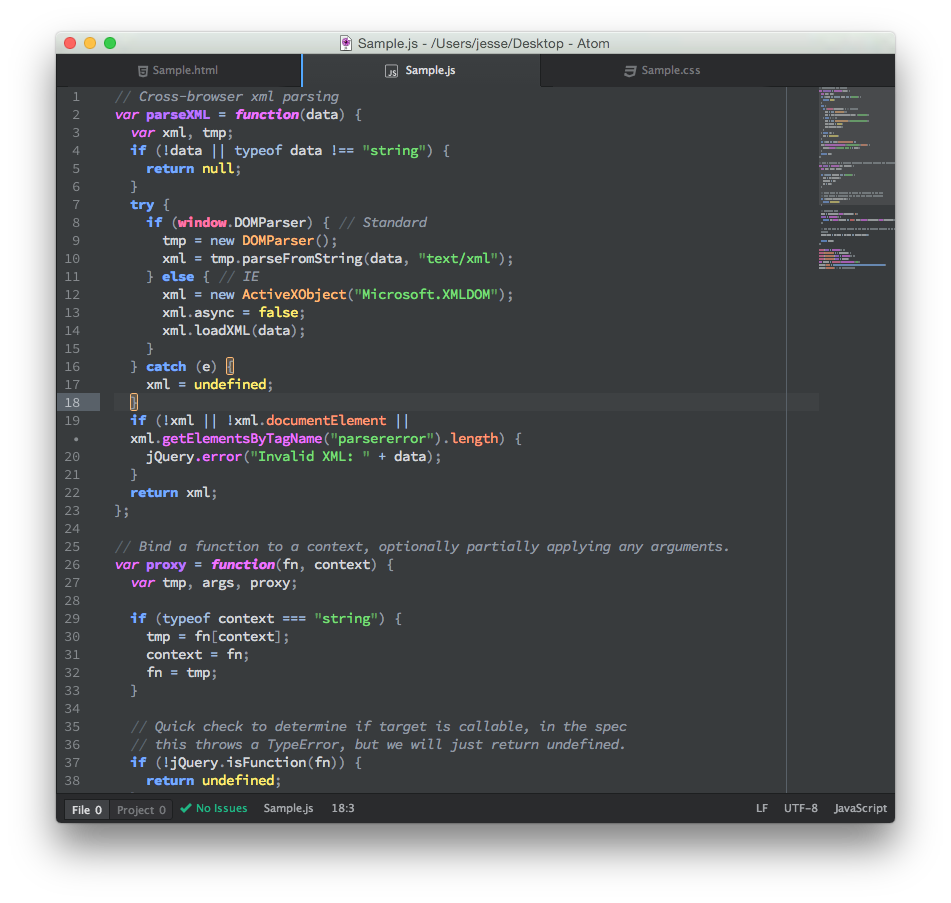 Sample.js - /Users/jesse/Desktop - Atom
Sample.html Sample.js Sample.css
1 // Cross-browser xml parsing
2 var parseXML = function(data) {
3   var xml, tmp;
4   if (!data || typeof data !== "string") {
5     return null;
6   }
7   try {
8     if (window.DOMParser) { // Standard
9       tmp = new DOMParser();
10       xml = tmp.parseFromString(data, "text/xml");
11     } else { // IE
12       xml = new ActiveXObject("Microsoft.XMLDOM");
13       xml.async = false;
14       xml.loadXML(data);
15     }
16   } catch (e) {
17     xml = undefined;
18   }
19   if (!xml || !xml.documentElement ||
•   xml.getElementsByTagName("parsererror").length) {
20     jQuery.error("Invalid XML: " + data);
21   }
22   return xml;
23 };
24
25 // Bind a function to a context, optionally partially applying any arguments.
26 var proxy = function(fn, context) {
27   var tmp, args, proxy;
28
29   if (typeof context === "string") {
30     tmp = fn[context];
31     context = fn;
32     fn = tmp;
33   }
34
35   // Quick check to determine if target is callable, in the spec
36   // this throws a TypeError, but we will just return undefined.
37   if (!jQuery.isFunction(fn)) {
38     return undefined;
File 0 Project 0 No Issues Sample.js 18:3 LF UTF-8 JavaScript